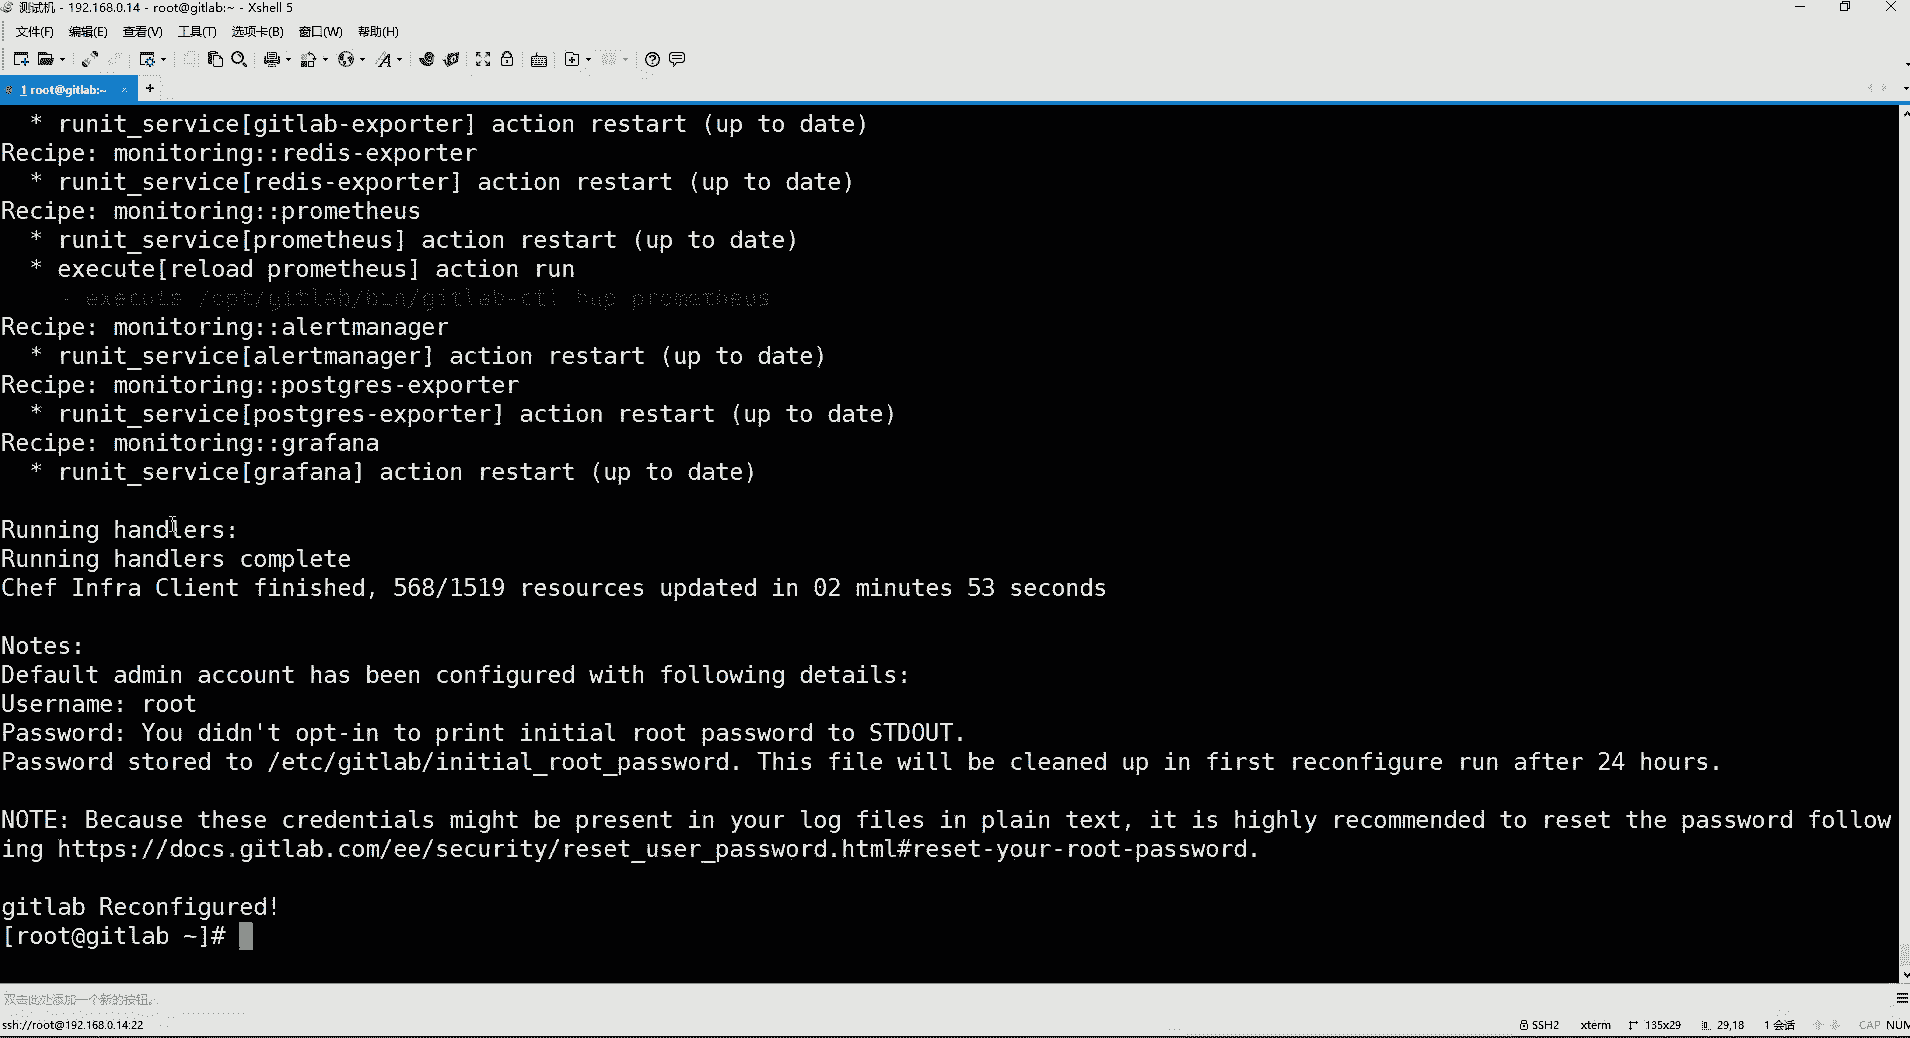 测试机 - 192.168.0.14 - root@gitlab:~ - Xshell 5
文件(F) 编辑(E) 查看(V) 工具(T) 选项卡(B) 窗口(W) 帮助(H)
1 root@gitlab:~
* runit_service[gitlab-exporter] action restart (up to date)
Recipe: monitoring::redis-exporter
* runit_service[redis-exporter] action restart (up to date)
Recipe: monitoring::prometheus
* runit_service[prometheus] action restart (up to date)
* execute[reload prometheus] action run
- execute /opt/gitlab/bin/gitlab-ctl hup prometheus
Recipe: monitoring::alertmanager
* runit_service[alertmanager] action restart (up to date)
Recipe: monitoring::postgres-exporter
* runit_service[postgres-exporter] action restart (up to date)
Recipe: monitoring::grafana
* runit_service[grafana] action restart (up to date)
Running handlers:
Running handlers complete
Chef Infra Client finished, 568/1519 resources updated in 02 minutes 53 seconds
Notes:
Default admin account has been configured with following details:
Username: root
Password: You didn't opt-in to print initial root password to STDOUT.
Password stored to /etc/gitlab/initial_root_password. This file will be cleaned up in first reconfigure run after 24 hours.
NOTE: Because these credentials might be present in your log files in plain text, it is highly recommended to reset the password follow
ing https://docs.gitlab.com/ee/security/reset_user_password.html#reset-your-root-password.
gitlab Reconfigured!
[root@gitlab ~]#
双击此处添加一个新的按钮。
ssh://root@192.168.0.14:22 SSH2 xterm 135x29 29,18 1 会话 CAP NUM